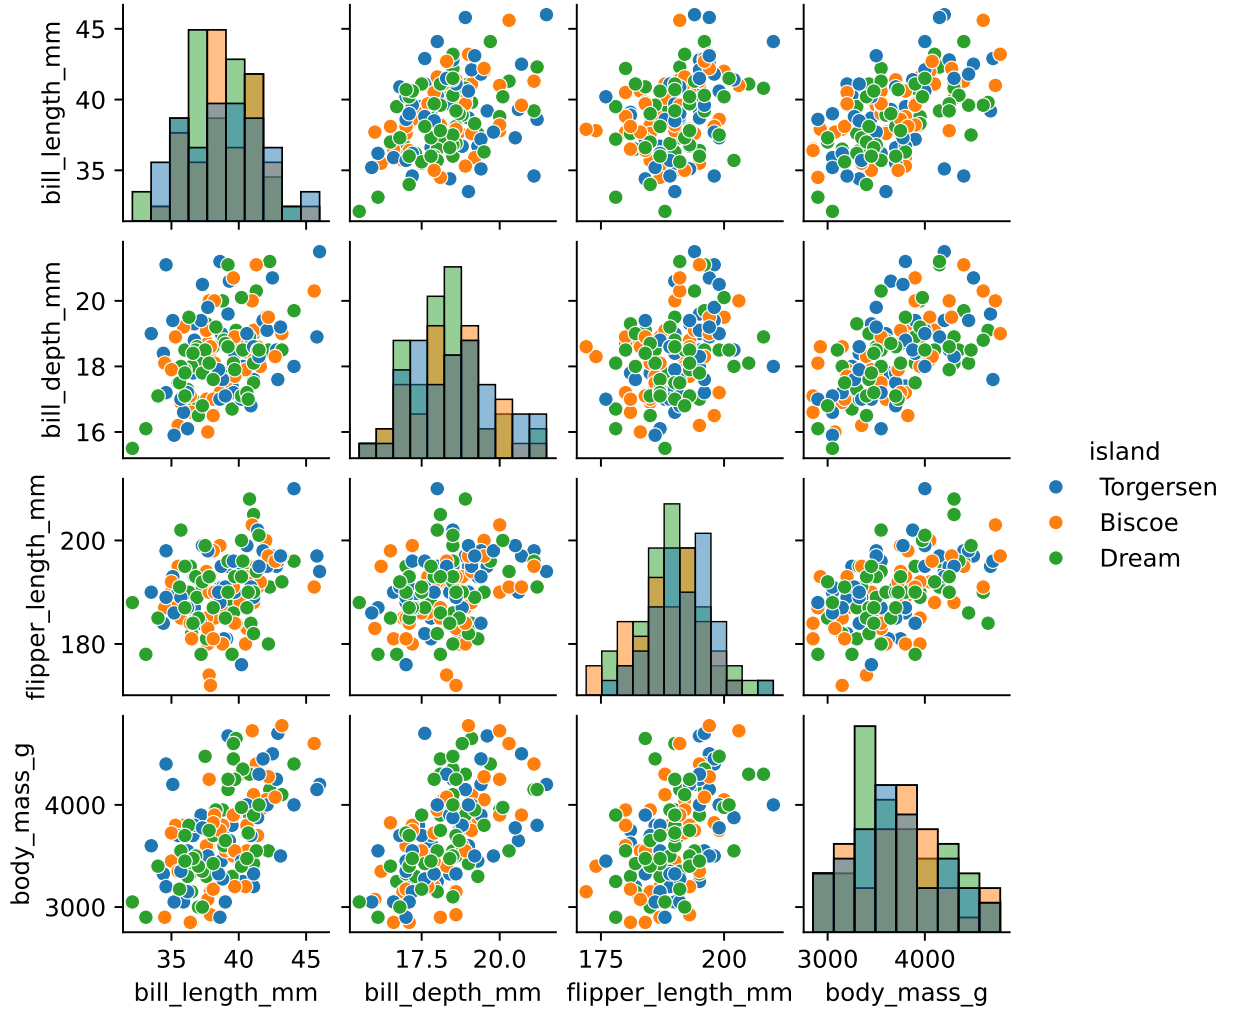 bill_length_mm
45
40
35
bill_depth_mm
20
18
16
flipper_length_mm
200
180
body_mass_g
4000
3000
35 40 45
17.5 20.0
175 200
3000 4000
bill_length_mm
bill_depth_mm
flipper_length_mm
body_mass_g
island
Torgersen
Biscoe
Dream